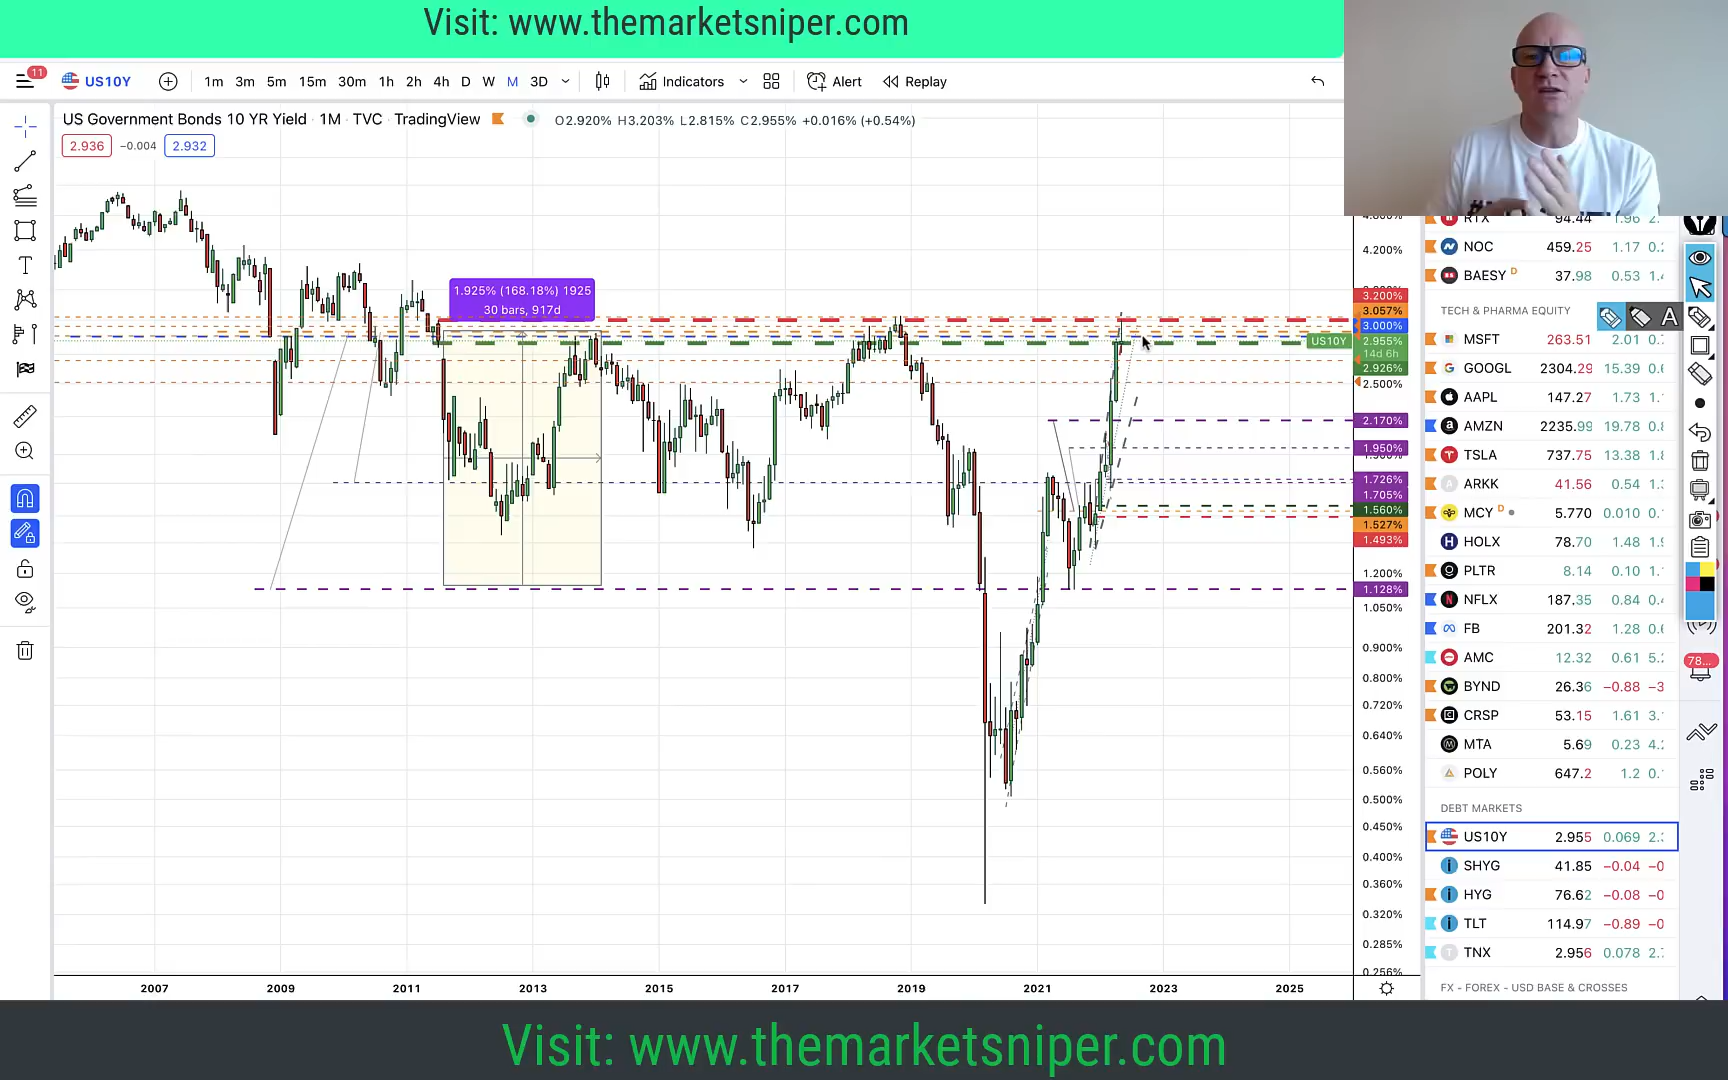 Visit: www.themarketsniper.com
11
US10Y
1m 3m 5m 15m 30m 1h 2h 4h D W M 3D
Indicators
Alert
Replay
US Government Bonds 10 YR Yield · 1M · TVC · TradingView
O2.920% H3.203% L2.815% C2.955% +0.016% (+0.54%)
2.936 −0.004 2.932
1.925% (168.18%) 1925
30 bars, 917d
4.200%
3.200%
3.057%
3.000%
US10Y 2.955%
14d 6h
2.926%
2.500%
2.170%
1.950%
1.726%
1.705%
1.560%
1.527%
1.493%
1.200%
1.128%
1.050%
0.900%
0.800%
0.720%
0.640%
0.560%
0.500%
0.450%
0.400%
0.360%
0.320%
0.285%
0.256%
2007 2009 2011 2013 2015 2017 2019 2021 2023 2025
RTX 94.44 1.96 2.
NOC 459.25 1.17
BAESY D 37.98 0.53
TECH & PHARMA EQUITY
MSFT 263.51 2.01
GOOGL 2304.29 15.39
AAPL 147.27 1.73
AMZN 2235.99 19.78
TSLA 737.75 13.38
ARKK 41.56 0.54
MCY D 5.770 0.010
HOLX 78.70 1.48
PLTR 8.14 0.10
NFLX 187.35 0.84
FB 201.32 1.28
AMC 12.32 0.61
BYND 26.36 −0.88
CRSP 53.15 1.61
MTA 5.69 0.23
POLY 647.2 1.2
DEBT MARKETS
US10Y 2.955 0.069
SHYG 41.85 −0.04
HYG 76.62 −0.08
TLT 114.97 −0.89
TNX 2.956 0.078
FX - FOREX - USD BASE & CROSSES
A
78...
Visit: www.themarketsniper.com